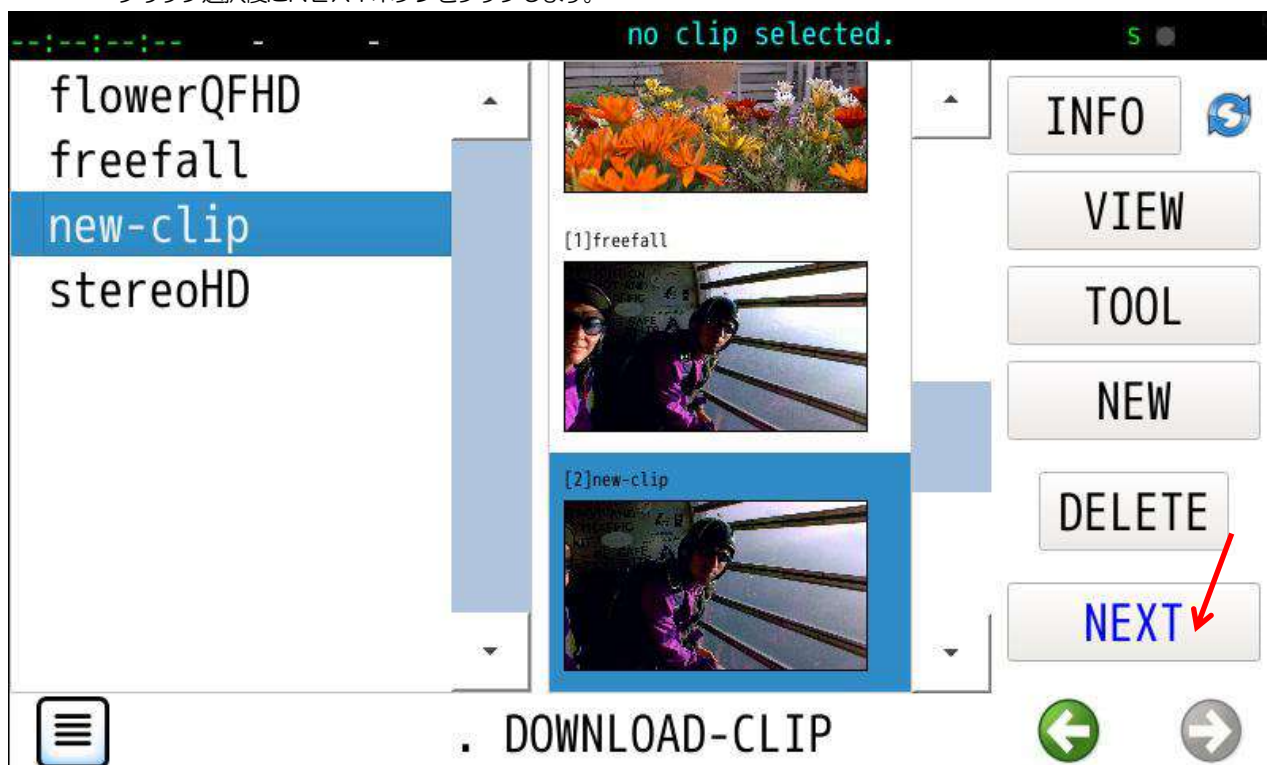 --:--:--:-- - - no clip selected. S
flowerQFHD
freefall
new-clip
stereoHD
[1]freefall
[2]new-clip
INFO
VIEW
TOOL
NEW
DELETE
NEXT
. DOWNLOAD-CLIP